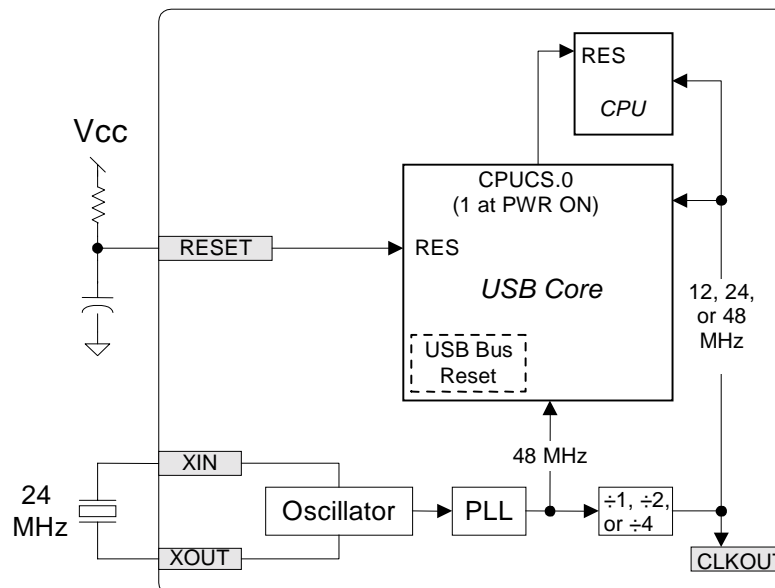 RES
CPU
Vcc
CPUCS.0
(1 at PWR ON)
RESET
RES
USB Core
12, 24,
or 48
MHz
USB Bus
Reset
XIN
48 MHz
24
MHz
Oscillator
PLL
÷1, ÷2,
or ÷4
XOUT
CLKOUT